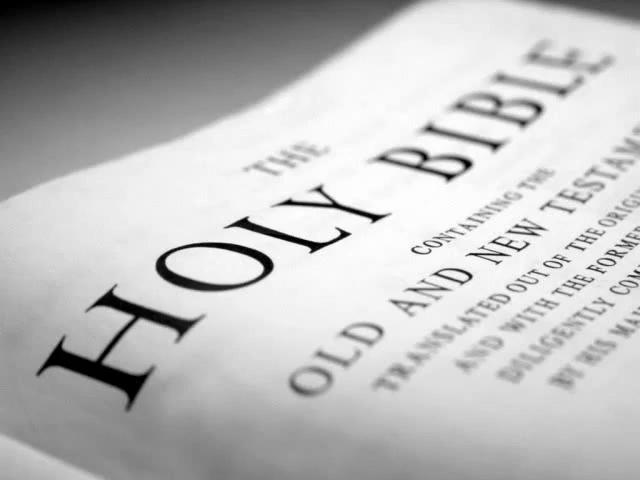 THE
HOLY BIBLE
CONTAINING THE
OLD AND NEW TESTAM
TRANSLATED OUT OF THE ORIGI
AND WITH THE FORMER
DILIGENTLY COM
BY HIS MA